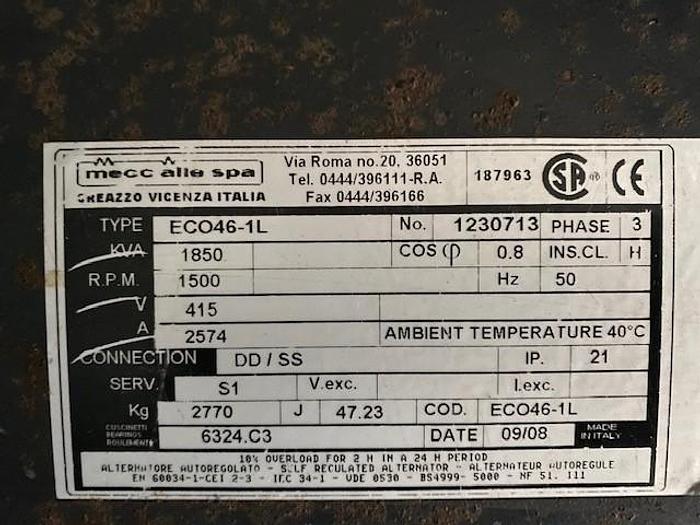 mecc alte spa
CREAZZO VICENZA ITALIA
Via Roma no.20, 36051
Tel. 0444/396111-R.A.
Fax 0444/396166
187963 SA ® CE
TYPE ECO46-1L No. 1230713 PHASE 3
KVA 1850 COS φ 0.8 INS.CL. H
R.P.M. 1500 Hz 50
V 415
A 2574 AMBIENT TEMPERATURE 40°C
CONNECTION DD / SS IP. 21
SERV. S1 V.exc. I.exc.
Kg 2770 J 47.23 COD. ECO46-1L
CUSCINETTI
BEARINGS
ROULEMENTS
6324.C3 DATE 09/08
MADE
IN ITALY
10% OVERLOAD FOR 2 H IN A 24 H PERIOD
ALTERNATORE AUTOREGOLATO - SELF REGULATED ALTERNATOR - ALTERNATEUR AUTOREGULE
EN 60034-1-CEI 2-3 - IEC 34-1 - VDE 0530 - BS4999-5000 - NF 51. III